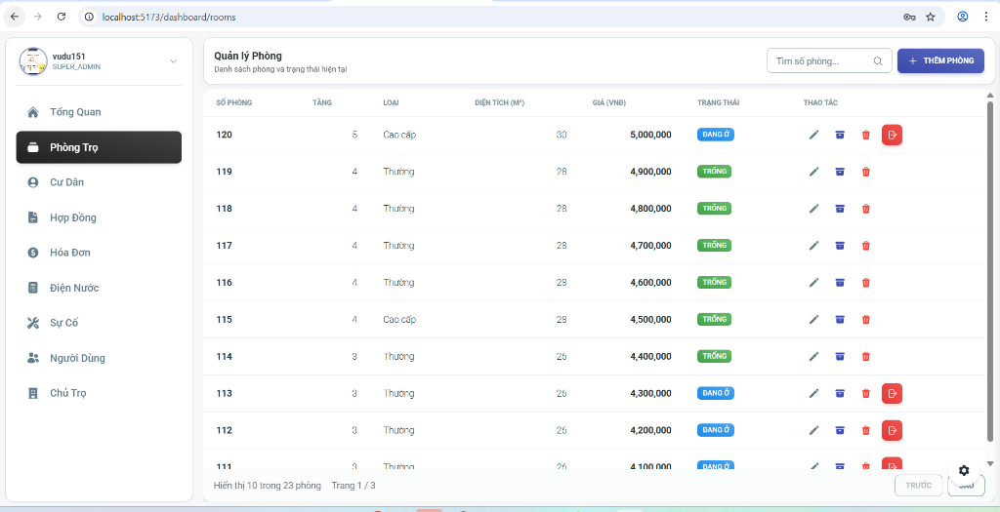 localhost:5173/dashboard/rooms
vudu151
SUPER_ADMIN
Tổng Quan
Phòng Trọ
Cư Dân
Hợp Đồng
Hóa Đơn
Điện Nước
Sự Cố
Người Dùng
Chủ Trọ
Quản lý Phòng
Danh sách phòng và trạng thái hiện tại
Tìm số phòng...
+ THÊM PHÒNG
SỐ PHÒNG TẦNG LOẠI DIỆN TÍCH (M²) GIÁ (VNĐ) TRẠNG THÁI THAO TÁC
120 5 Cao cấp 30 5,000,000 ĐANG Ở
119 4 Thường 28 4,900,000 TRỐNG
118 4 Thường 28 4,800,000 TRỐNG
117 4 Thường 28 4,700,000 TRỐNG
116 4 Thường 28 4,600,000 TRỐNG
115 4 Cao cấp 28 4,500,000 TRỐNG
114 3 Thường 26 4,400,000 TRỐNG
113 3 Thường 26 4,300,000 ĐANG Ở
112 3 Thường 26 4,200,000 ĐANG Ở
111 3 Thường 26 4,100,000 ĐANG Ở
Hiển thị 10 trong 23 phòng Trang 1 / 3
TRƯỚC
SAU